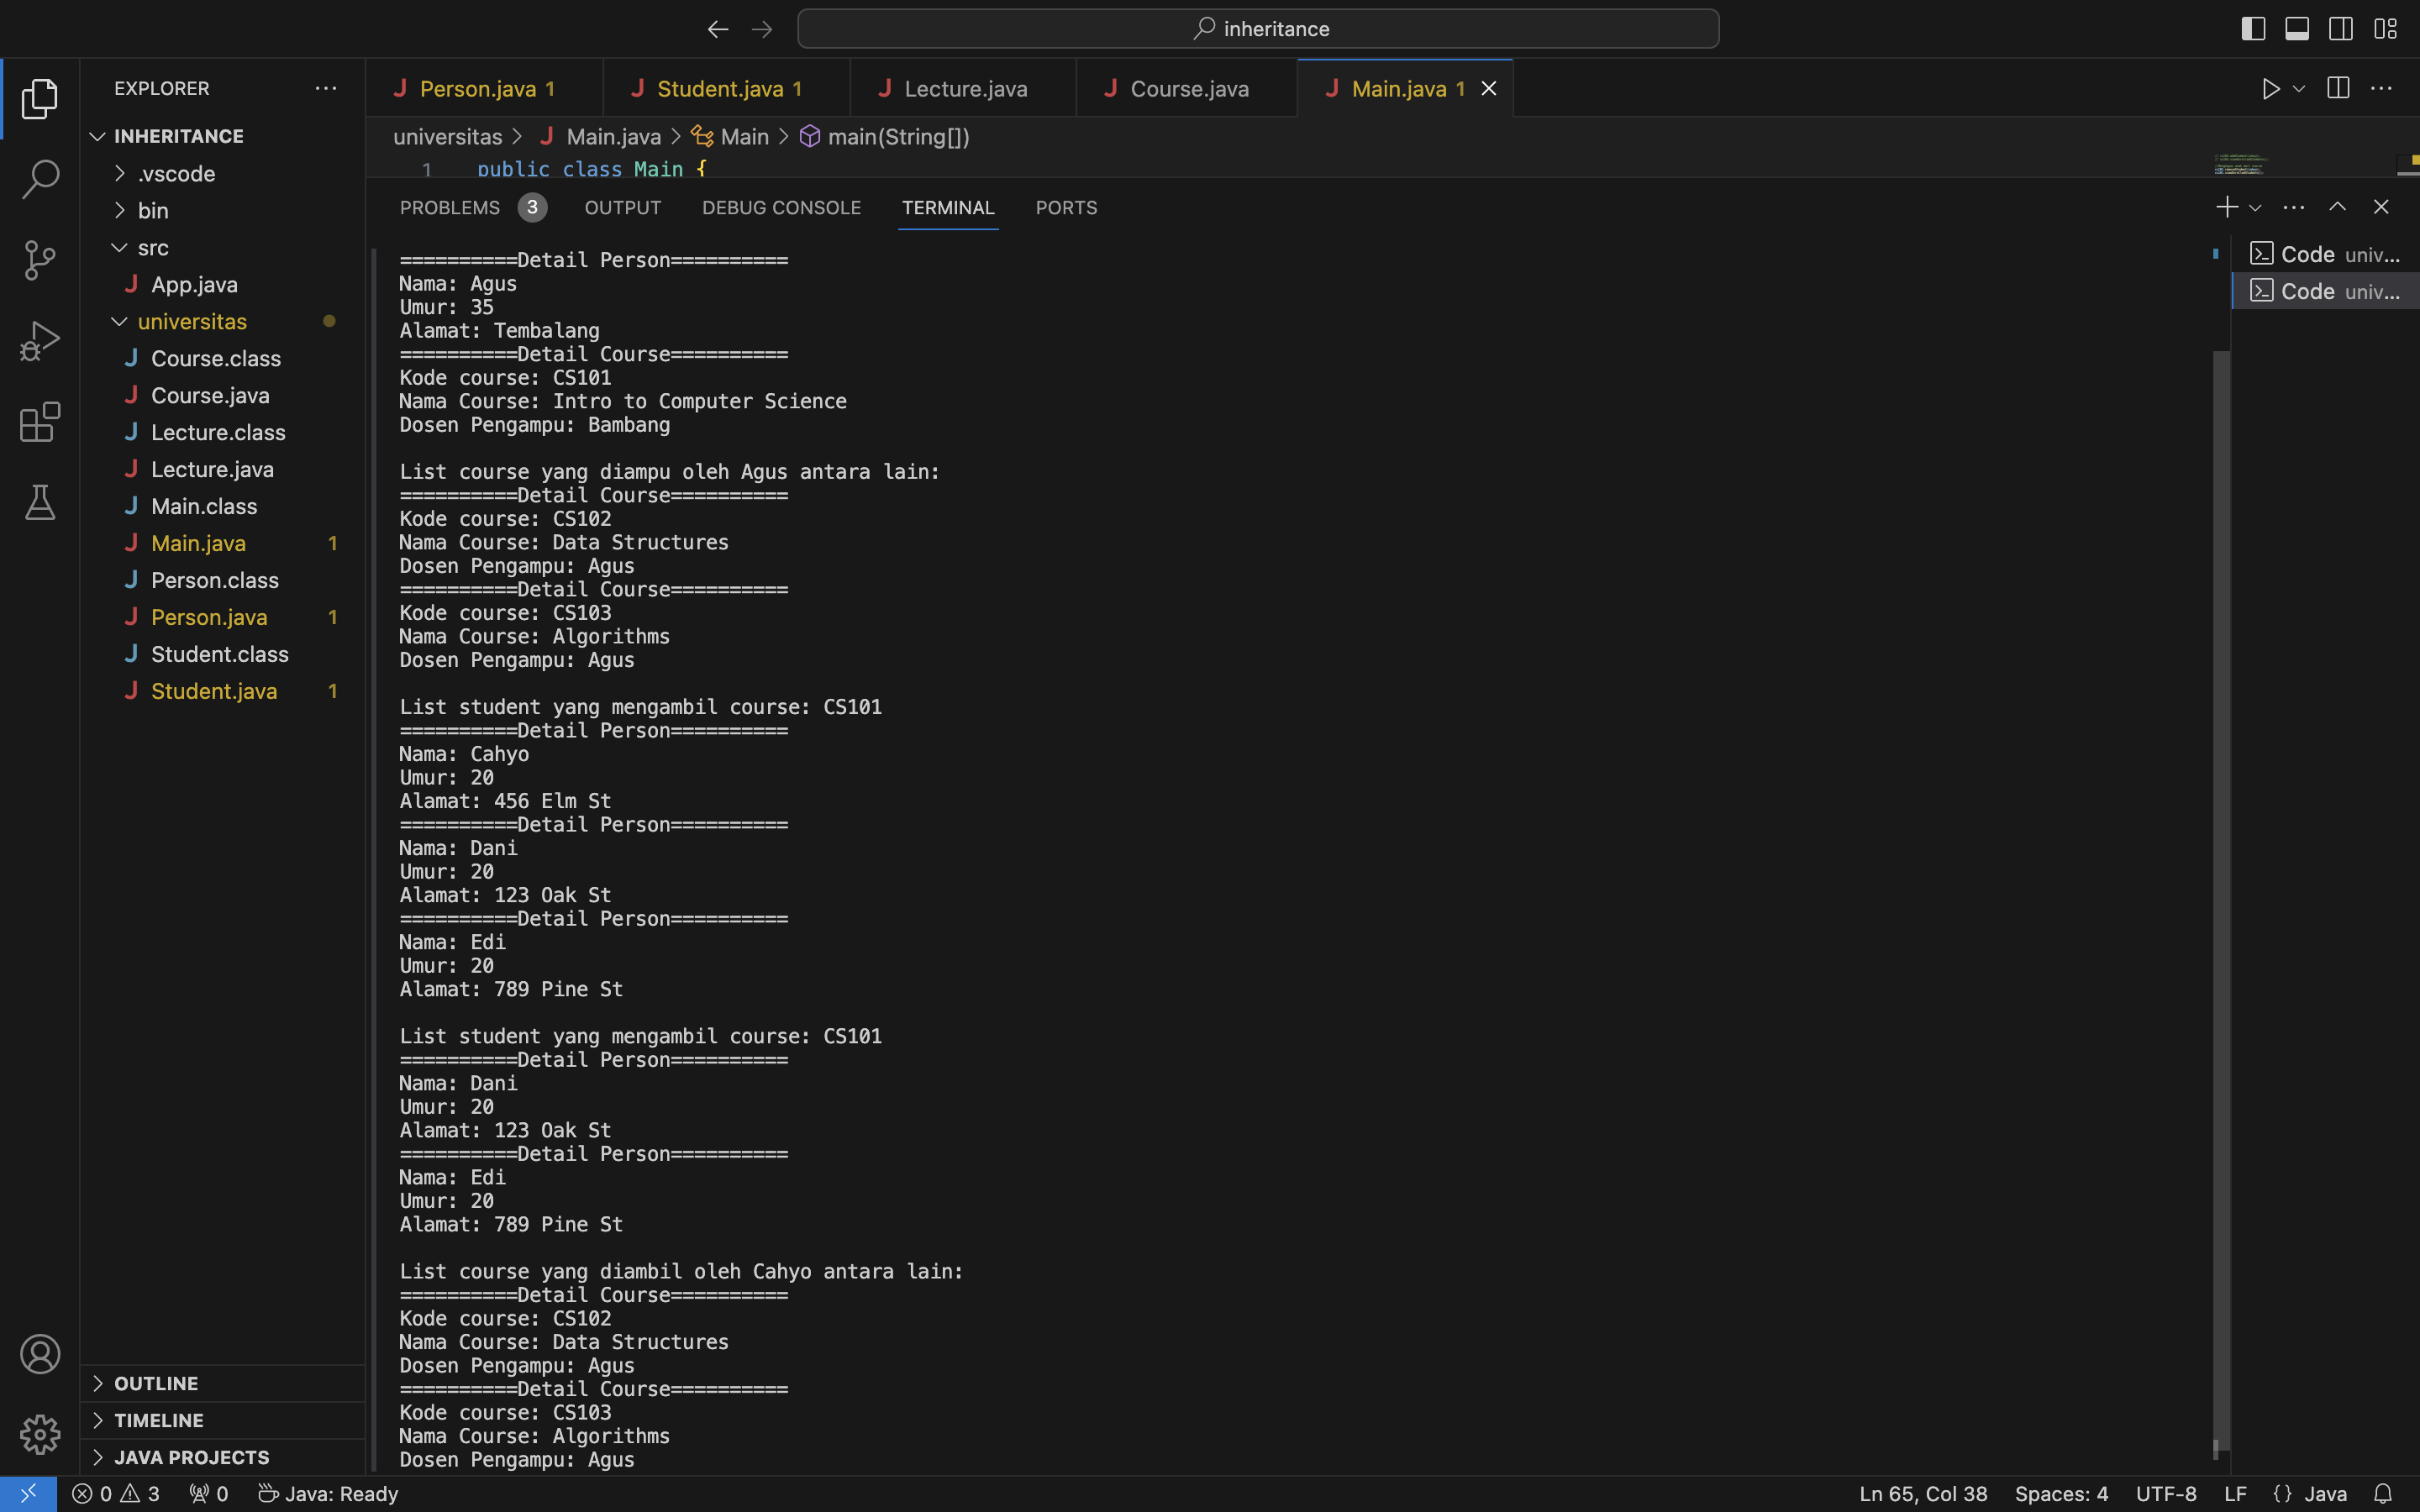 inheritance
EXPLORER
Person.java 1
Student.java 1
Lecture.java
Course.java
Main.java 1
INHERITANCE
.vscode
bin
src
App.java
universitas
Course.class
Course.java
Lecture.class
Lecture.java
Main.class
Main.java 1
Person.class
Person.java 1
Student.class
Student.java 1
OUTLINE
TIMELINE
JAVA PROJECTS
universitas > Main.java > Main > main(String[])
1 public class Main {
PROBLEMS 3 OUTPUT DEBUG CONSOLE TERMINAL PORTS
==========Detail Person==========
Nama: Agus
Umur: 35
Alamat: Tembalang
==========Detail Course==========
Kode course: CS101
Nama Course: Intro to Computer Science
Dosen Pengampu: Bambang
List course yang diampu oleh Agus antara lain:
==========Detail Course==========
Kode course: CS102
Nama Course: Data Structures
Dosen Pengampu: Agus
==========Detail Course==========
Kode course: CS103
Nama Course: Algorithms
Dosen Pengampu: Agus
List student yang mengambil course: CS101
==========Detail Person==========
Nama: Cahyo
Umur: 20
Alamat: 456 Elm St
==========Detail Person==========
Nama: Dani
Umur: 20
Alamat: 123 Oak St
==========Detail Person==========
Nama: Edi
Umur: 20
Alamat: 789 Pine St
List student yang mengambil course: CS101
==========Detail Person==========
Nama: Dani
Umur: 20
Alamat: 123 Oak St
==========Detail Person==========
Nama: Edi
Umur: 20
Alamat: 789 Pine St
List course yang diambil oleh Cahyo antara lain:
==========Detail Course==========
Kode course: CS102
Nama Course: Data Structures
Dosen Pengampu: Agus
==========Detail Course==========
Kode course: CS103
Nama Course: Algorithms
Dosen Pengampu: Agus
Code univ...
Code univ...
0 3 0 Java: Ready
Ln 65, Col 38 Spaces: 4 UTF-8 LF {} Java